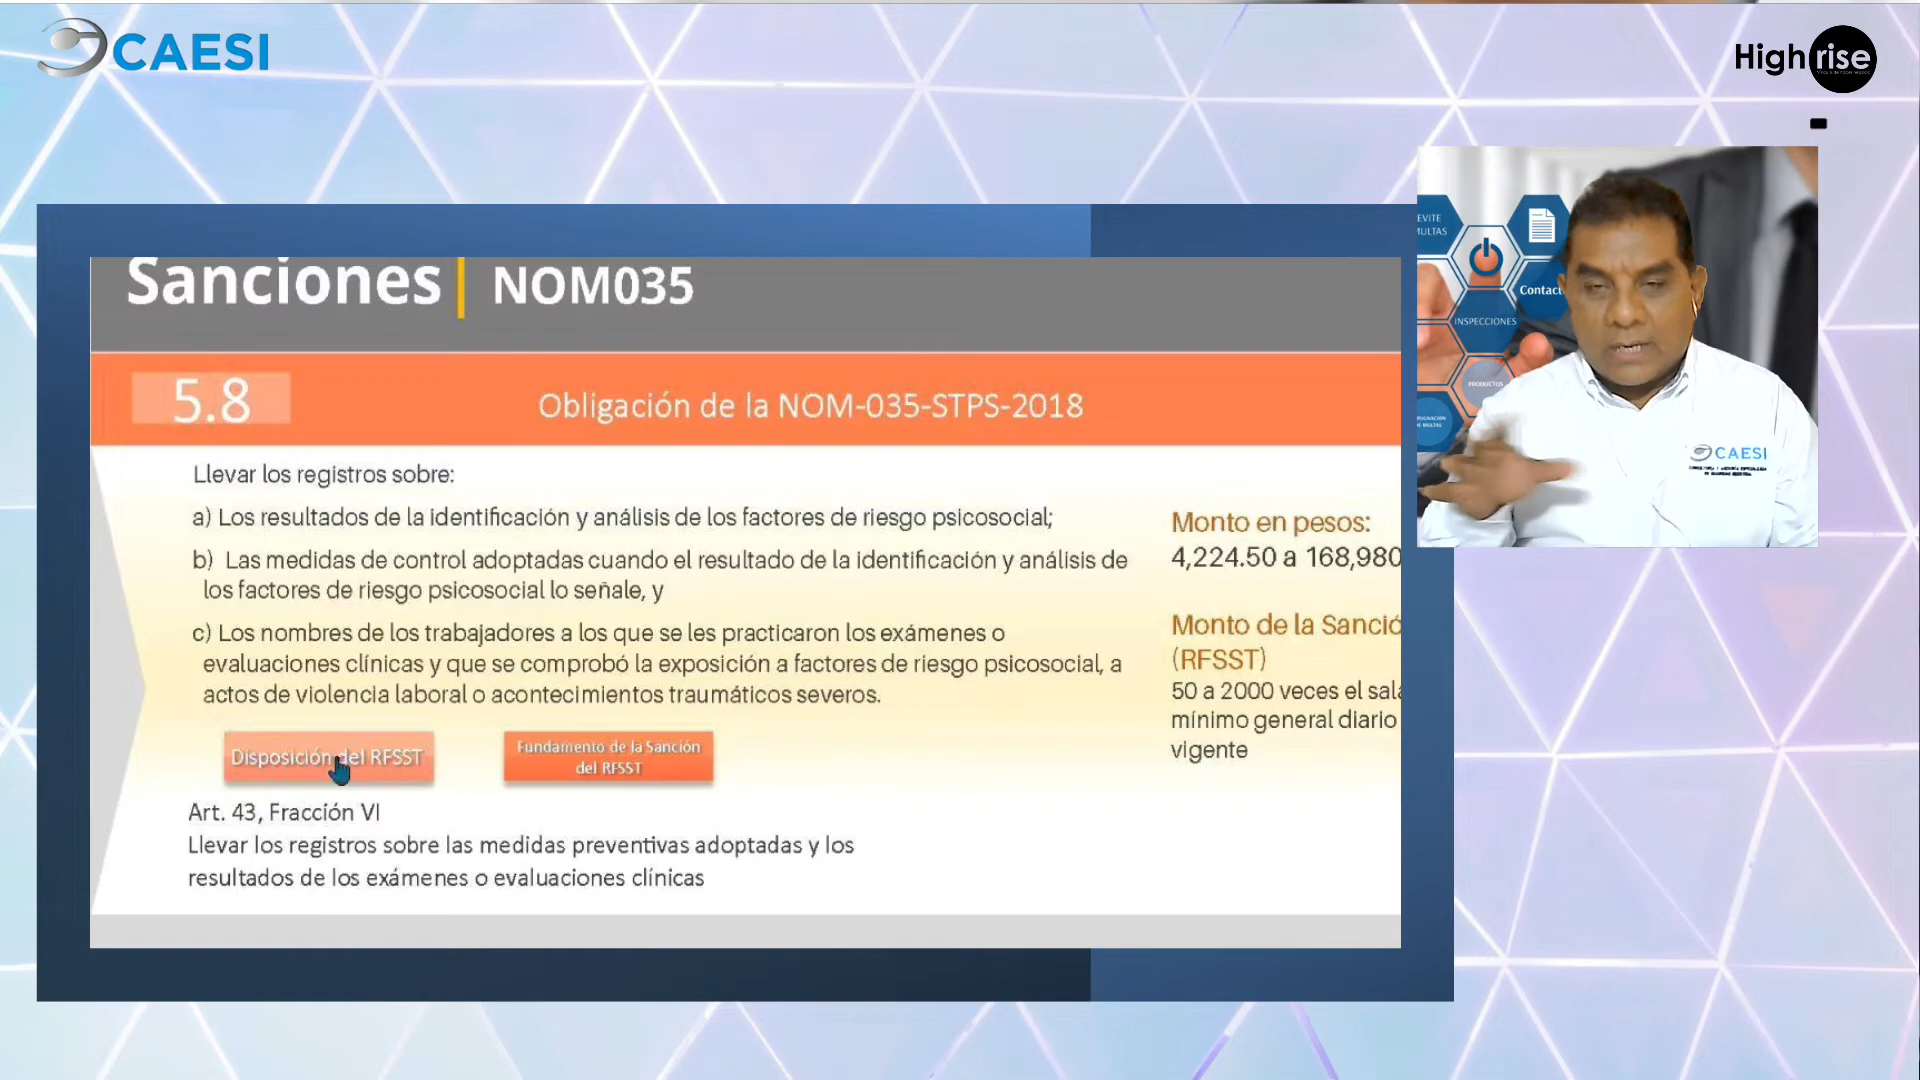 CAESI
High rise
Sanciones | NOM035
5.8
Obligación de la NOM-035-STPS-2018
Llevar los registros sobre:
a) Los resultados de la identificación y análisis de los factores de riesgo psicosocial;
b) Las medidas de control adoptadas cuando el resultado de la identificación y análisis de
los factores de riesgo psicosocial lo señale, y
c) Los nombres de los trabajadores a los que se les practicaron los exámenes o
evaluaciones clínicas y que se comprobó la exposición a factores de riesgo psicosocial, a
actos de violencia laboral o acontecimientos traumáticos severos.
Disposición del RFSST
Fundamento de la Sanción
del RFSST
Art. 43, Fracción VI
Llevar los registros sobre las medidas preventivas adoptadas y los
resultados de los exámenes o evaluaciones clínicas
Monto en pesos:
4,224.50 a 168,980
Monto de la Sanció
(RFSST)
50 a 2000 veces el sala
mínimo general diario
vigente
EVITE
MULTAS
Contact
INSPECCIONES
PRODUCTOS
DE MULTAS
CAESI